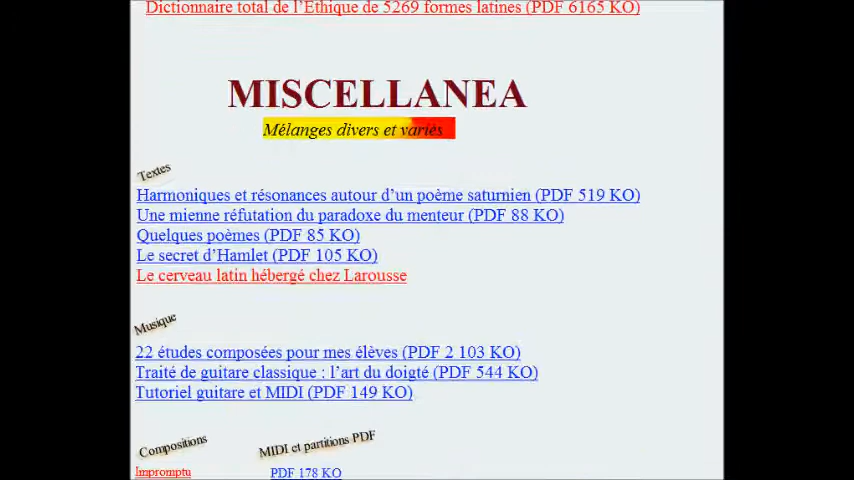 Dictionnaire total de l’Ethique de 5269 formes latines (PDF 6165 KO)
MISCELLANEA
Mélanges divers et variés
Textes
Harmoniques et résonances autour d’un poème saturnien (PDF 519 KO)
Une mienne réfutation du paradoxe du menteur (PDF 88 KO)
Quelques poèmes (PDF 85 KO)
Le secret d’Hamlet (PDF 105 KO)
Le cerveau latin hébergé chez Larousse
Musique
22 études composées pour mes élèves (PDF 2 103 KO)
Traité de guitare classique : l’art du doigté (PDF 544 KO)
Tutoriel guitare et MIDI (PDF 149 KO)
Compositions MIDI et partitions PDF
Impromptu PDF 178 KO